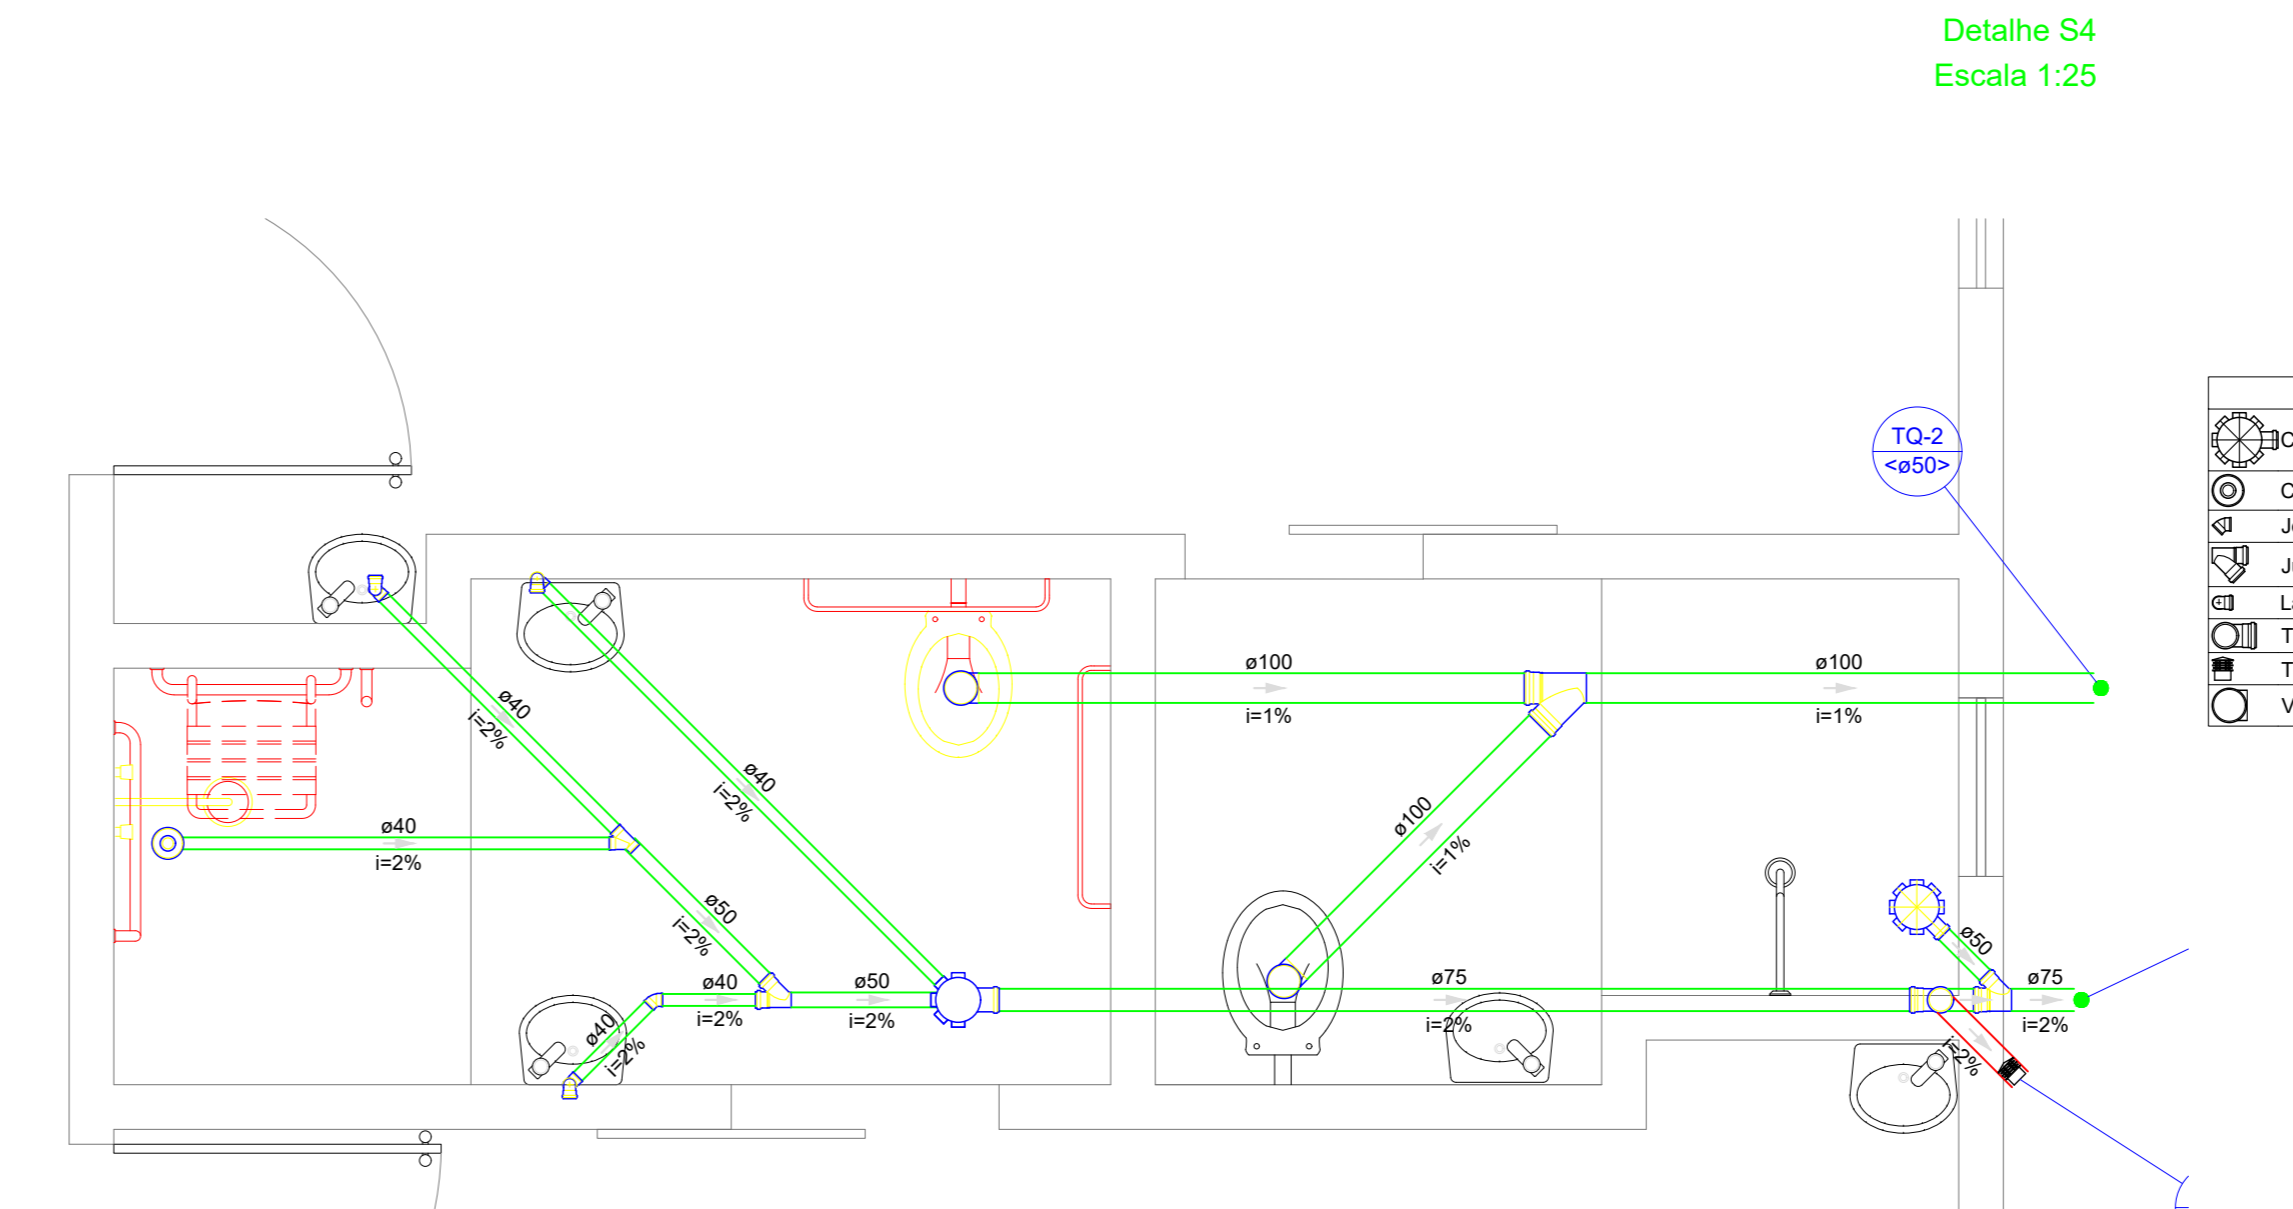 Detalhe S4
Escala 1:25
TQ-2
<ø50>
ø40
i=2%
ø40
i=2%
ø40
i=2%
ø50
i=2%
ø40
i=2%
ø40
i=2%
ø50
i=2%
ø100
i=1%
ø100
i=1%
ø100
i=1%
ø75
i=2%
ø50
ø75
i=2%
i=2%
C
C
J
L
T
T
V